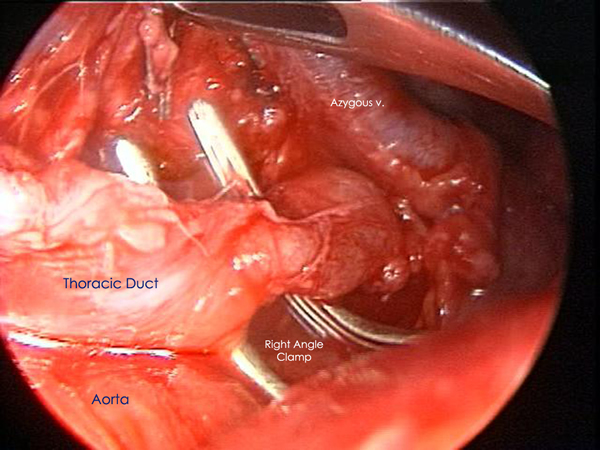 Azygous v.
Thoracic Duct
Right Angle
Clamp
Aorta